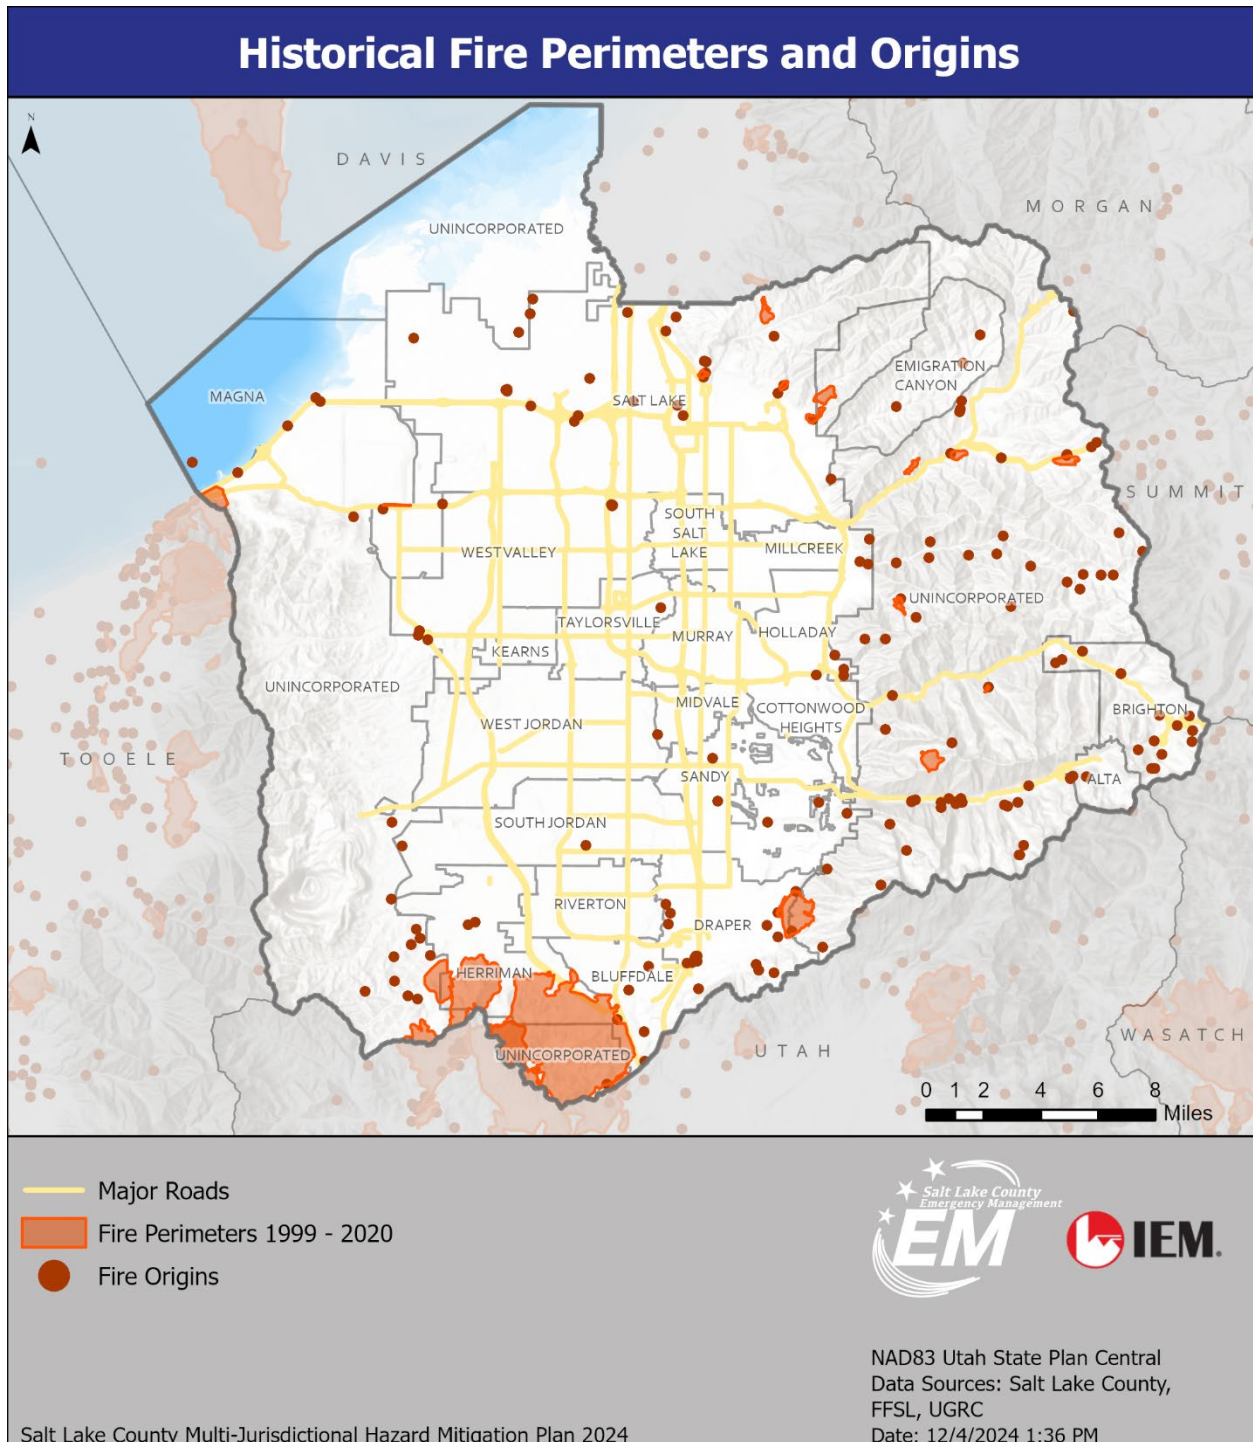 Historical Fire Perimeters and Origins
N
DAVIS
MORGAN
UNINCORPORATED
EMIGRATION
CANYON
MAGNA
SALT LAKE
SUMMIT
SOUTH
SALT
LAKE
WEST VALLEY
MILLCREEK
UNINCORPORATED
TAYLORSVILLE
MURRAY
HOLLADAY
KEARNS
UNINCORPORATED
MIDVALE
COTTONWOOD
HEIGHTS
BRIGHTON
WEST JORDAN
TOOELE
SANDY
ALTA
SOUTH JORDAN
RIVERTON
DRAPER
HERRIMAN
BLUFFDALE
WASATCH
UTAH
UNINCORPORATED
0 1 2 4 6 8
Miles
Major Roads
Fire Perimeters 1999 - 2020
Fire Origins
Salt Lake County
Emergency Management
EM
IEM.
NAD83 Utah State Plan Central
Data Sources: Salt Lake County,
FFSL, UGRC
Date: 12/4/2024 1:36 PM
Salt Lake County Multi-Jurisdictional Hazard Mitigation Plan 2024